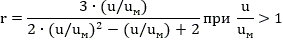 r = 3 · (u/uм) / (2 · (u/uм)² − (u/uм) + 2) при u/uм > 1